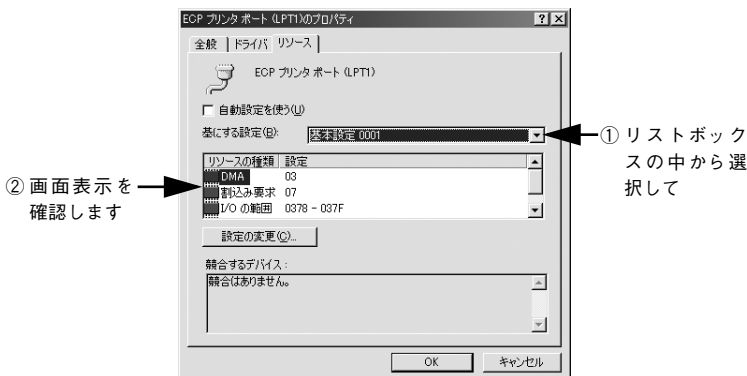 ECP プリンタ ポート (LPT1)のプロパティ
全般
ドライバ
リソース
ECP プリンタ ポート (LPT1)
自動設定を使う(U)
基にする設定(B):
基本設定 0001
リソースの種類 設定
DMA 03
割込み要求 07
I/O の範囲 0378 - 037F
設定の変更(C)...
競合するデバイス :
競合はありません。
OK
キャンセル
① リストボック
スの中から選
択して
② 画面表示を
確認します